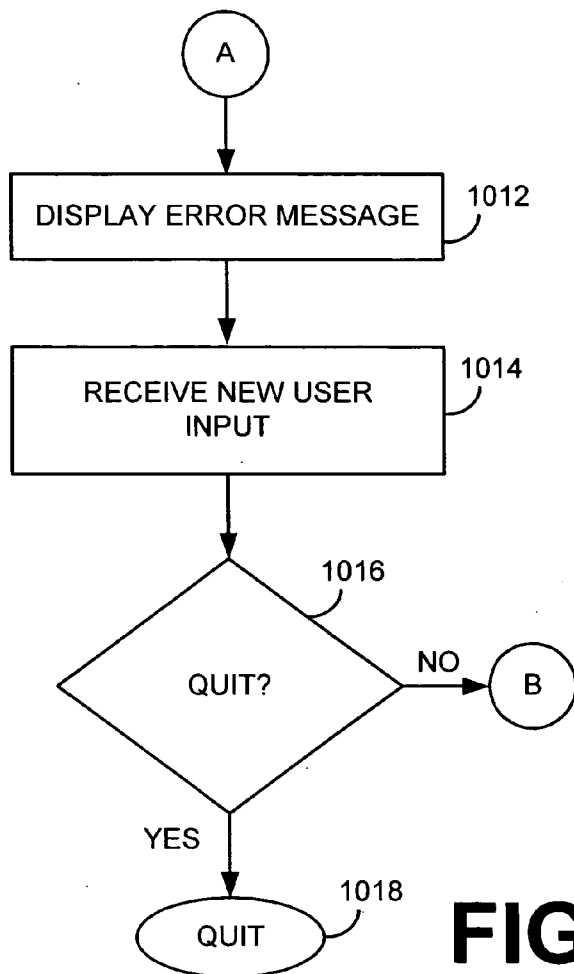 A
DISPLAY ERROR MESSAGE
1012
1014
RECEIVE NEW USER
INPUT
1016
QUIT?
NO
B
YES
1018
QUIT
FIG